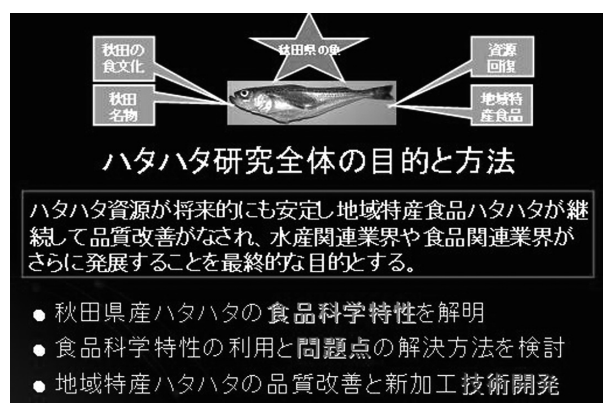 秋田の
食文化
秋田県の魚
資源
回復
秋田
名物
地域特
産食品
ハタハタ研究全体の目的と方法
ハタハタ資源が将来的にも安定し地域特産食品ハタハタが継
続して品質改善がなされ、水産関連業界や食品関連業界が
さらに発展することを最終的な目的とする。
● 秋田県産ハタハタの食品科学特性を解明
● 食品科学特性の利用と問題点の解決方法を検討
● 地域特産ハタハタの品質改善と新加工技術開発